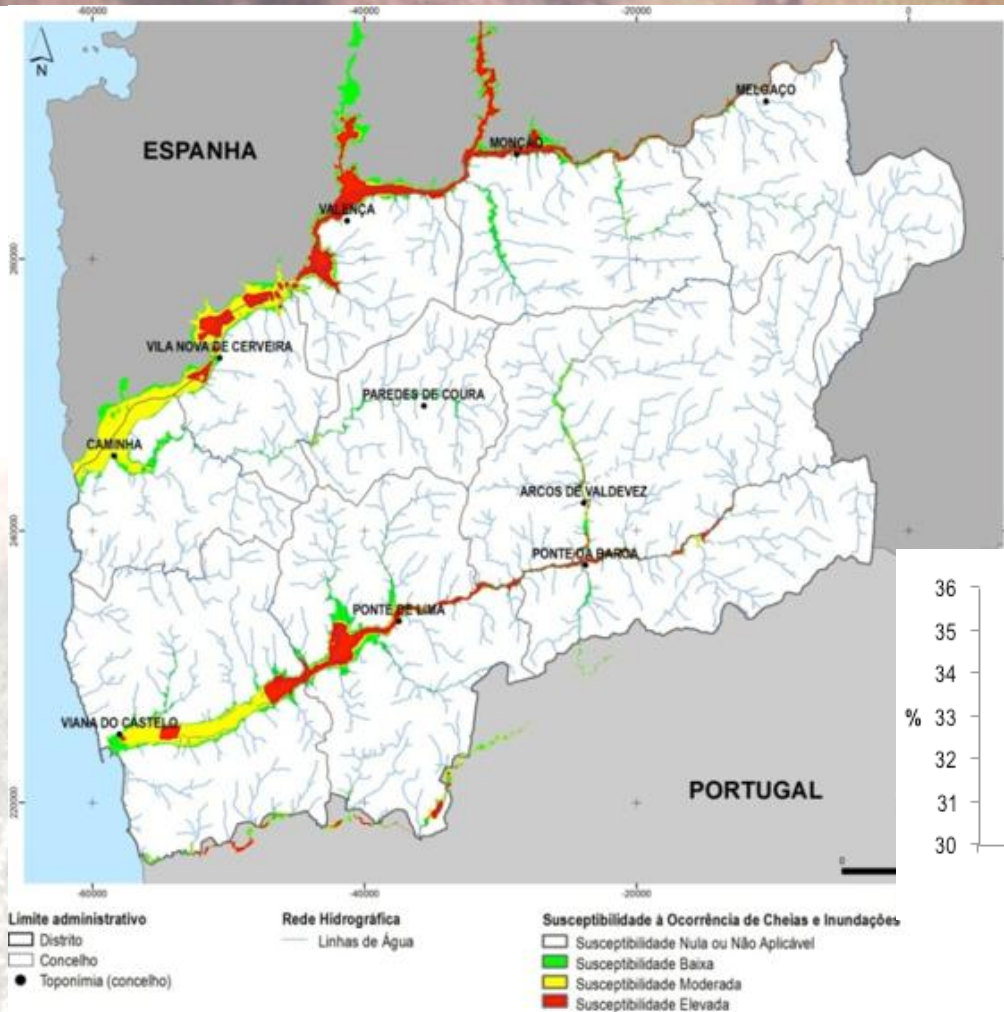 -60000 -40000 -20000 0
N
ESPANHA
MELGAÇO
MONÇÃO
VALENÇA
260000
260000
VILA NOVA DE CERVEIRA
PAREDES DE COURA
CAMINHA
ARCOS DE VALDEVEZ
240000
240000
PONTE DA BARCA
PONTE DE LIMA
VIANA DO CASTELO
PORTUGAL
220000
0
-60000 -40000 -20000 0
36
35
34
% 33
32
31
30
Limite administrativo
Distrito
Concelho
Toponímia (concelho)
Rede Hidrográfica
Linhas de Água
Susceptibilidade à Ocorrência de Cheias e Inundações
Susceptibilidade Nula ou Não Aplicável
Susceptibilidade Baixa
Susceptibilidade Moderada
Susceptibilidade Elevada